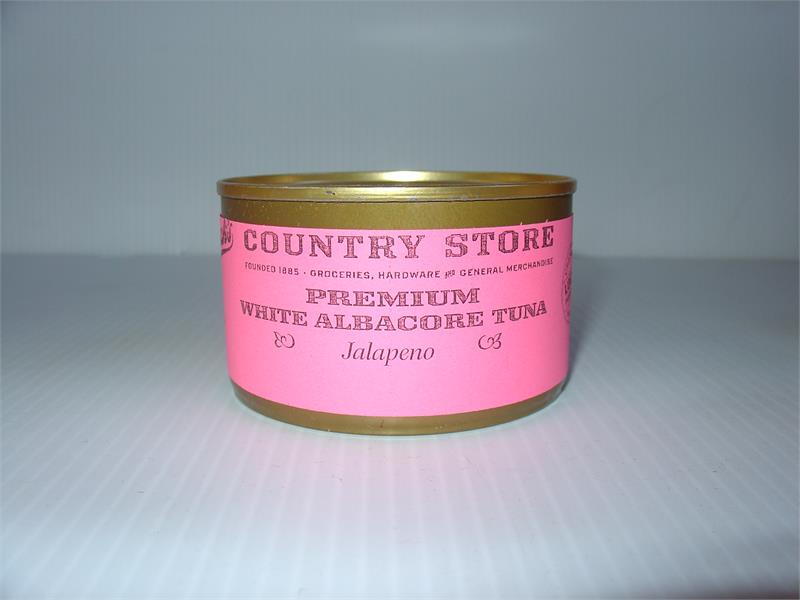 COUNTRY STORE
FOUNDED 1885 · GROCERIES, HARDWARE AND GENERAL MERCHANDISE
PREMIUM
WHITE ALBACORE TUNA
Jalapeno